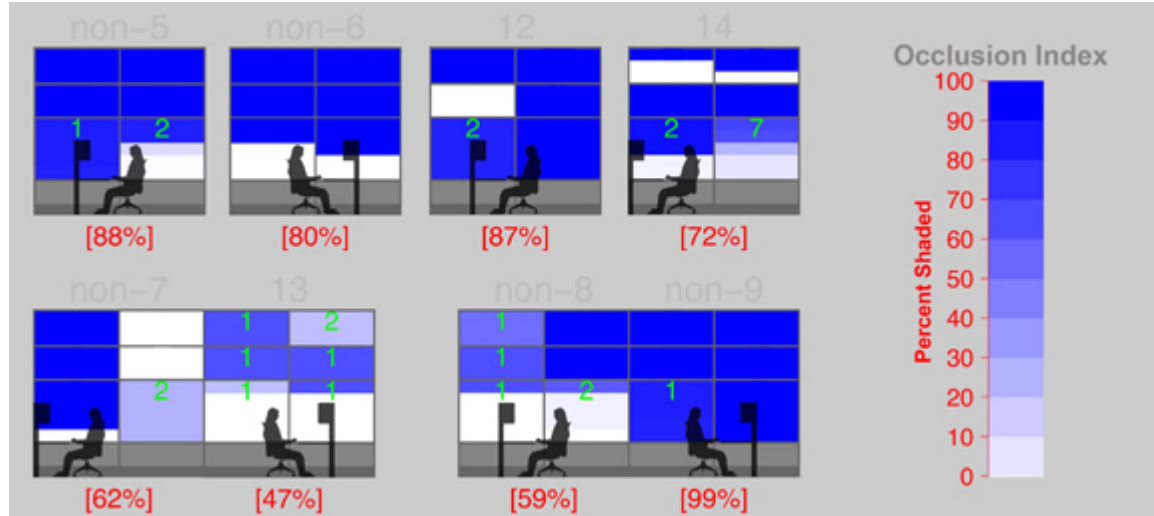 non-5 non-6 12 14
Occlusion Index
1 2 2 2 7
[88%] [80%] [87%] [72%]
non-7 13 non-8 non-9
1 2 1
1 1 1
2 1 1 1 2 1
[62%] [47%] [59%] [99%]
Percent Shaded
100
90
80
70
60
50
40
30
20
10
0